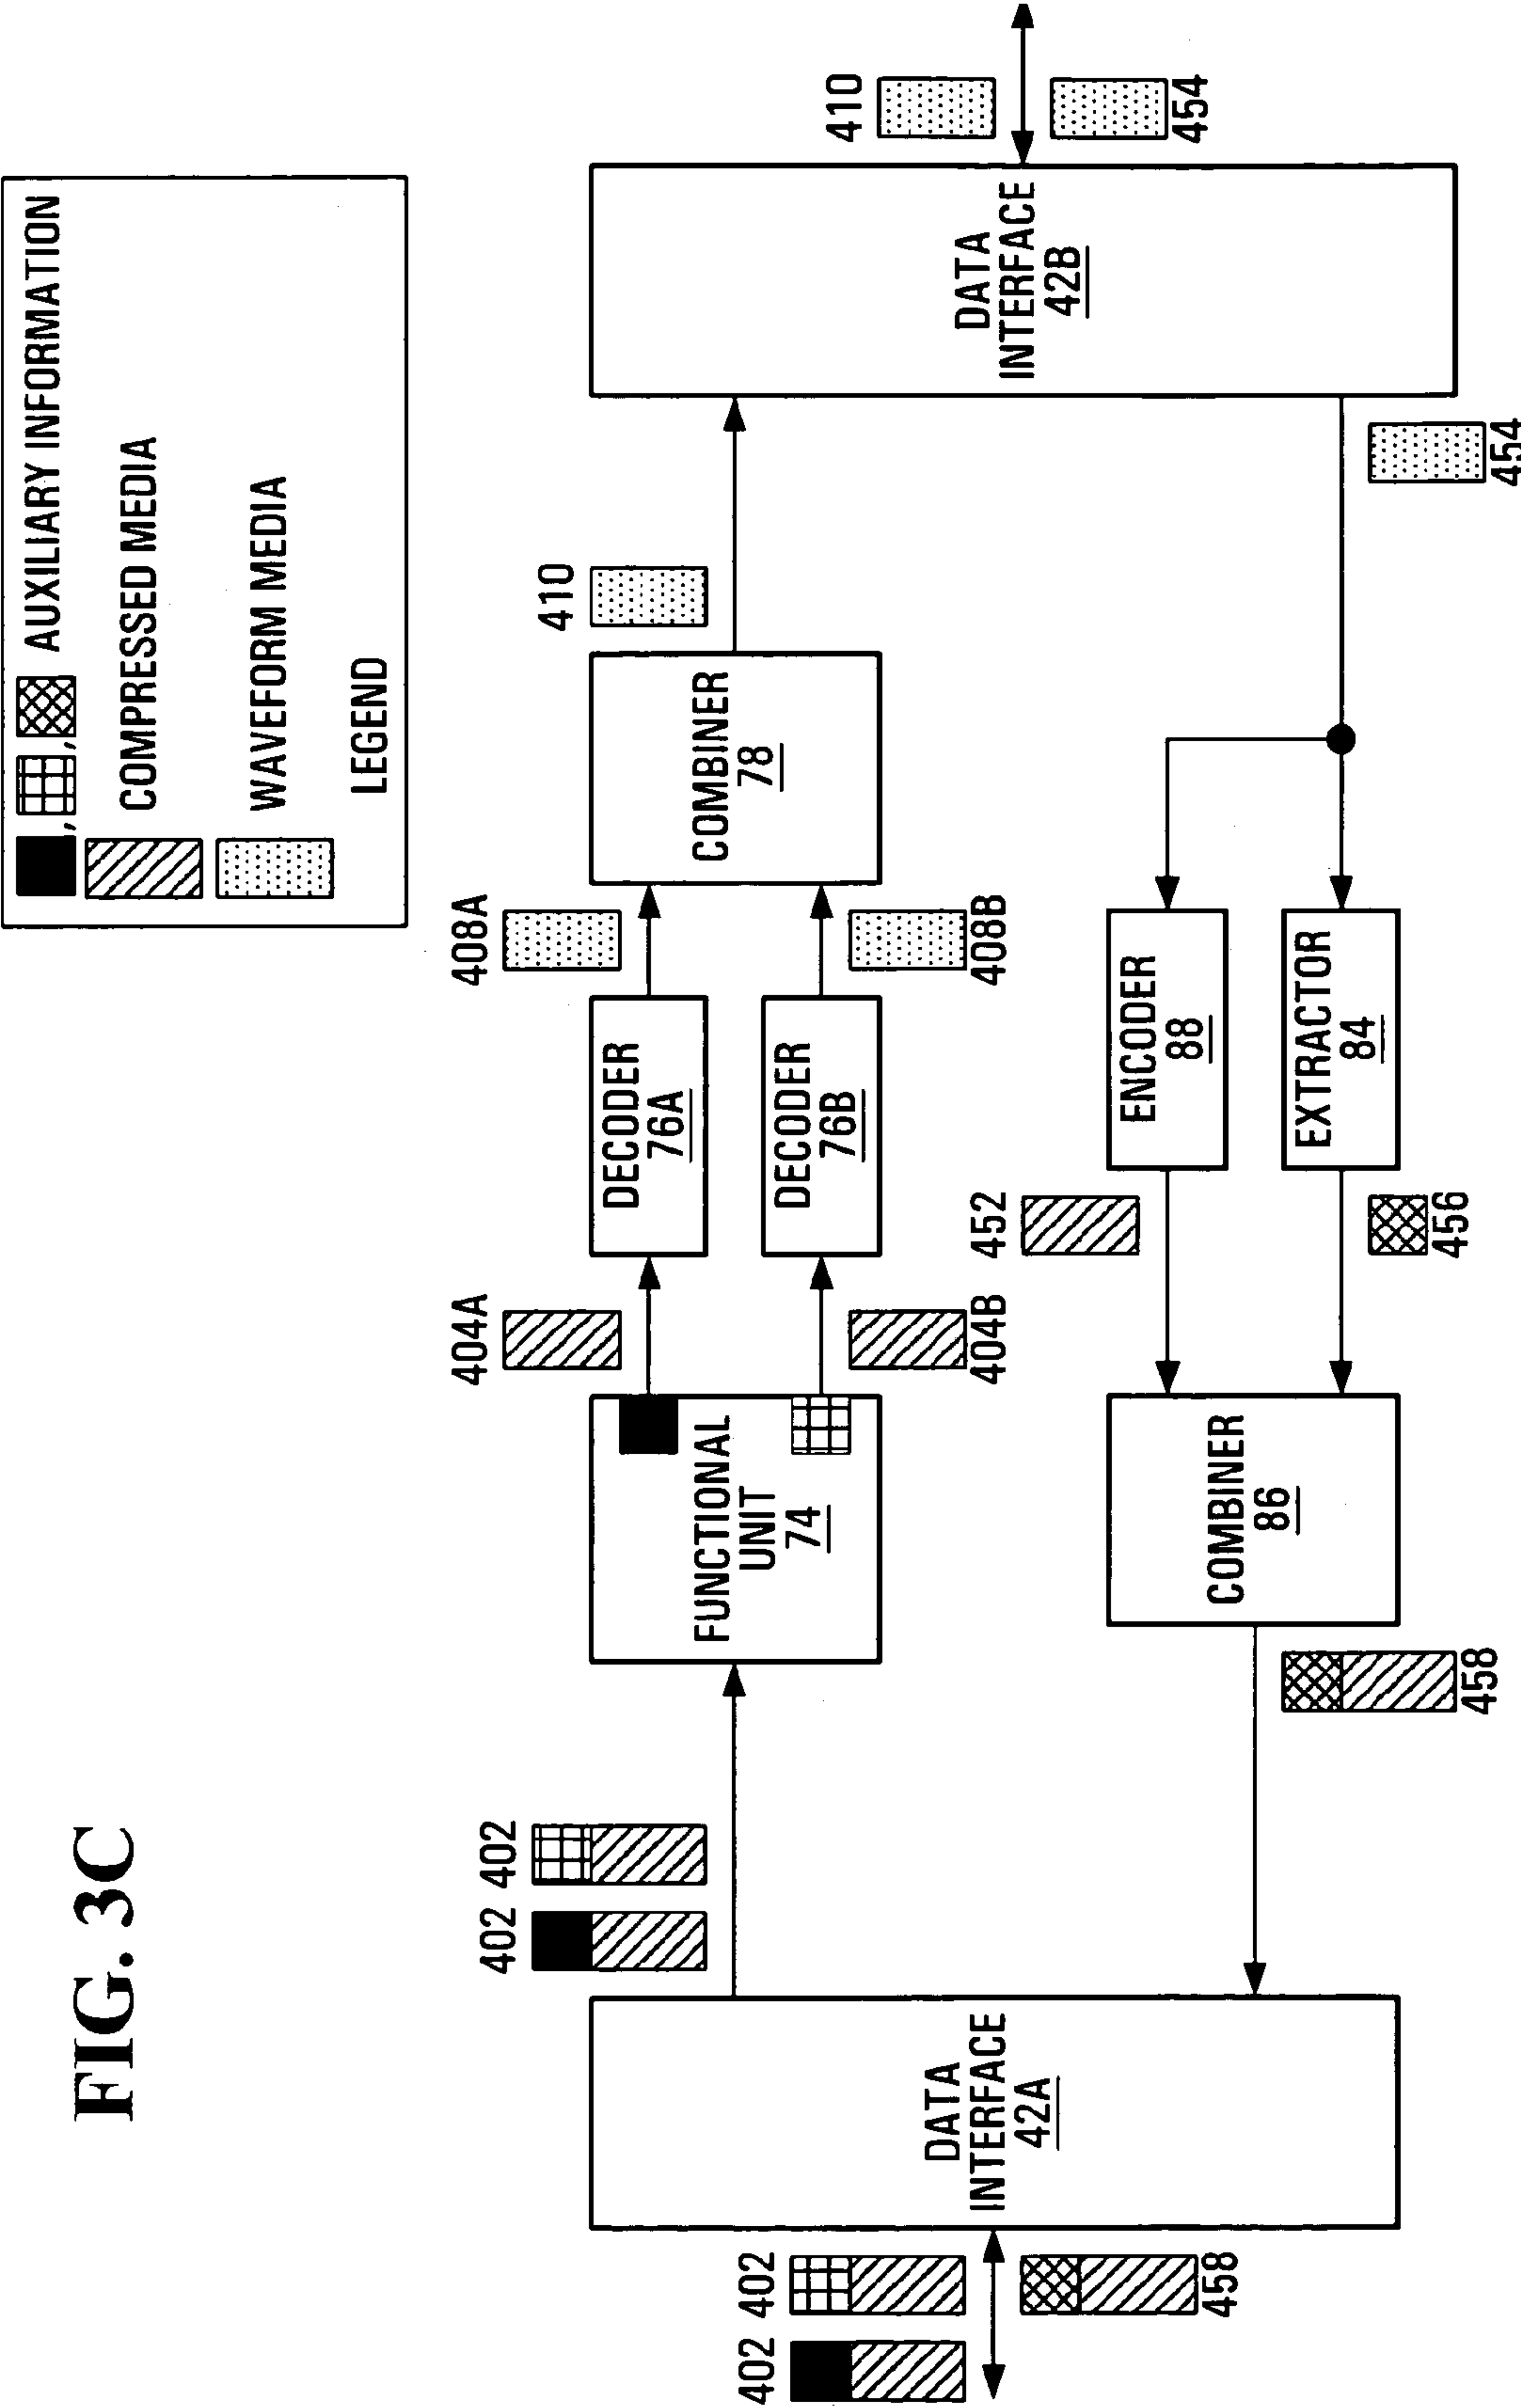 FIG. 3C
AUXILIARY INFORMATION
COMPRESSED MEDIA
WAVEFORM MEDIA
LEGEND
402
402
458
DATA
INTERFACE
42A
402
402
FUNCTIONAL
UNIT
74
404A
404B
DECODER
76A
DECODER
76B
408A
408B
COMBINER
78
410
DATA
INTERFACE
42B
410
454
454
ENCODER
88
EXTRACTOR
84
452
456
COMBINER
86
458